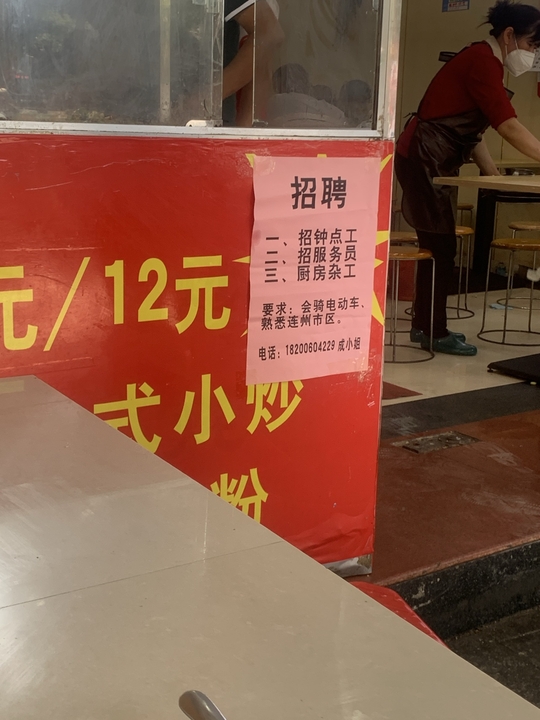 招聘
一、招钟点工
二、招服务员
三、厨房杂工
要求：会骑电动车、
熟悉连州市区。
电话：18200604229 成小姐
元/12元
式小炒
粉